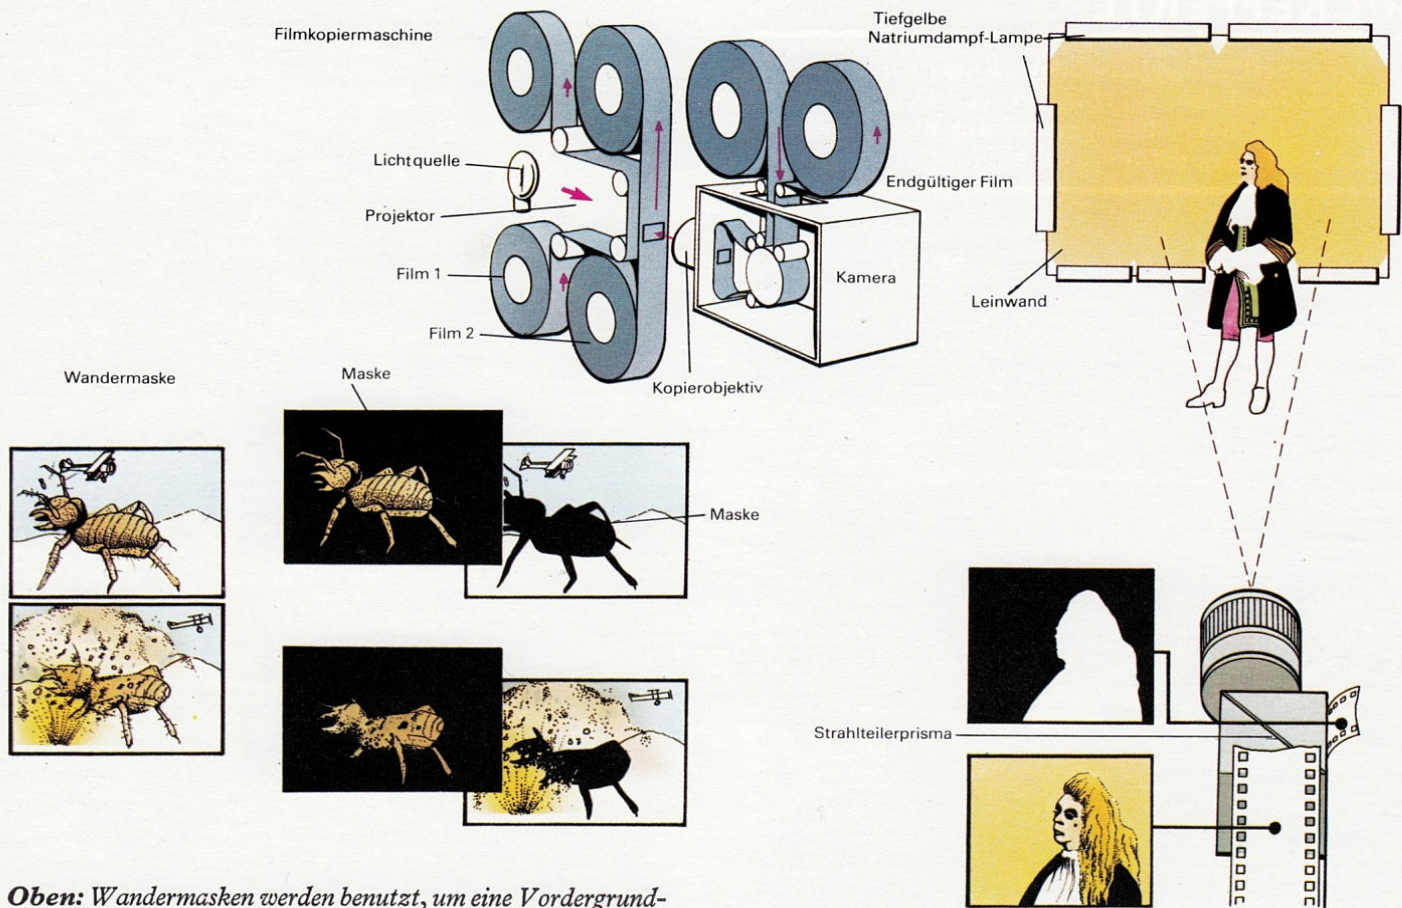 Filmkopiermaschine
Tiefgelbe
Natriumdampf-Lampe
Lichtquelle
Projektor
Endgültiger Film
Film 1
Kamera
Leinwand
Film 2
Kopierobjektiv
Wandermaske
Maske
Maske
Strahlteilerprisma
Oben: Wandermasken werden benutzt, um eine Vordergrund-